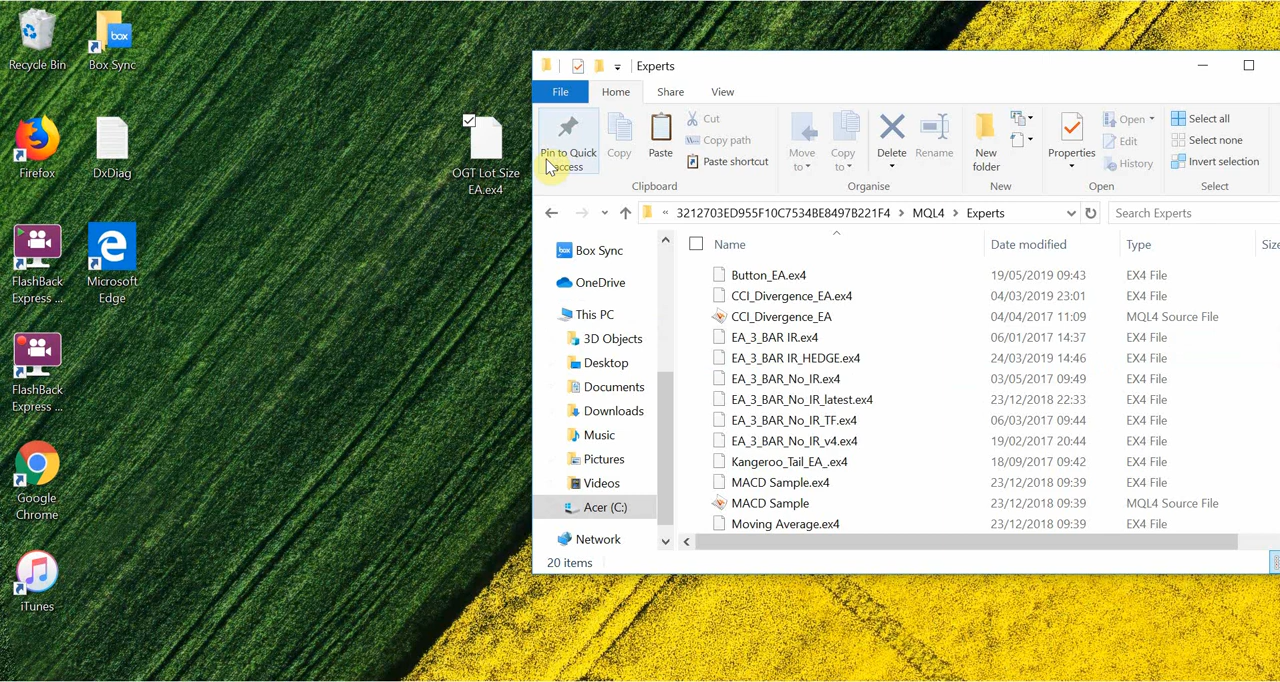 Recycle Bin
box
Box Sync
Firefox
DxDiag
OGT Lot Size
EA.ex4
FlashBack
Express ...
Microsoft
Edge
FlashBack
Express ...
Google
Chrome
iTunes
Experts
File
Home
Share
View
Pin to Quick
access
Copy
Paste
Cut
Copy path
Paste shortcut
Clipboard
Move
to
Copy
to
Delete
Rename
Organise
New
folder
New
Properties
Open
Edit
History
Open
Select all
Select none
Invert selection
Select
« 3212703ED955F10C7534BE8497B221F4 > MQL4 > Experts
Search Experts
box Box Sync
OneDrive
This PC
3D Objects
Desktop
Documents
Downloads
Music
Pictures
Videos
Acer (C:)
Network
Name Date modified Type Size
Button_EA.ex4 19/05/2019 09:43 EX4 File
CCI_Divergence_EA.ex4 04/03/2019 23:01 EX4 File
CCI_Divergence_EA 04/04/2017 11:09 MQL4 Source File
EA_3_BAR IR.ex4 06/01/2017 14:37 EX4 File
EA_3_BAR IR_HEDGE.ex4 24/03/2019 14:46 EX4 File
EA_3_BAR_No_IR.ex4 03/05/2017 09:49 EX4 File
EA_3_BAR_No_IR_latest.ex4 23/12/2018 22:33 EX4 File
EA_3_BAR_No_IR_TF.ex4 06/03/2017 09:44 EX4 File
EA_3_BAR_No_IR_v4.ex4 19/02/2017 20:44 EX4 File
Kangeroo_Tail_EA_.ex4 18/09/2017 09:42 EX4 File
MACD Sample.ex4 23/12/2018 09:39 EX4 File
MACD Sample 23/12/2018 09:39 MQL4 Source File
Moving Average.ex4 23/12/2018 09:39 EX4 File
20 items